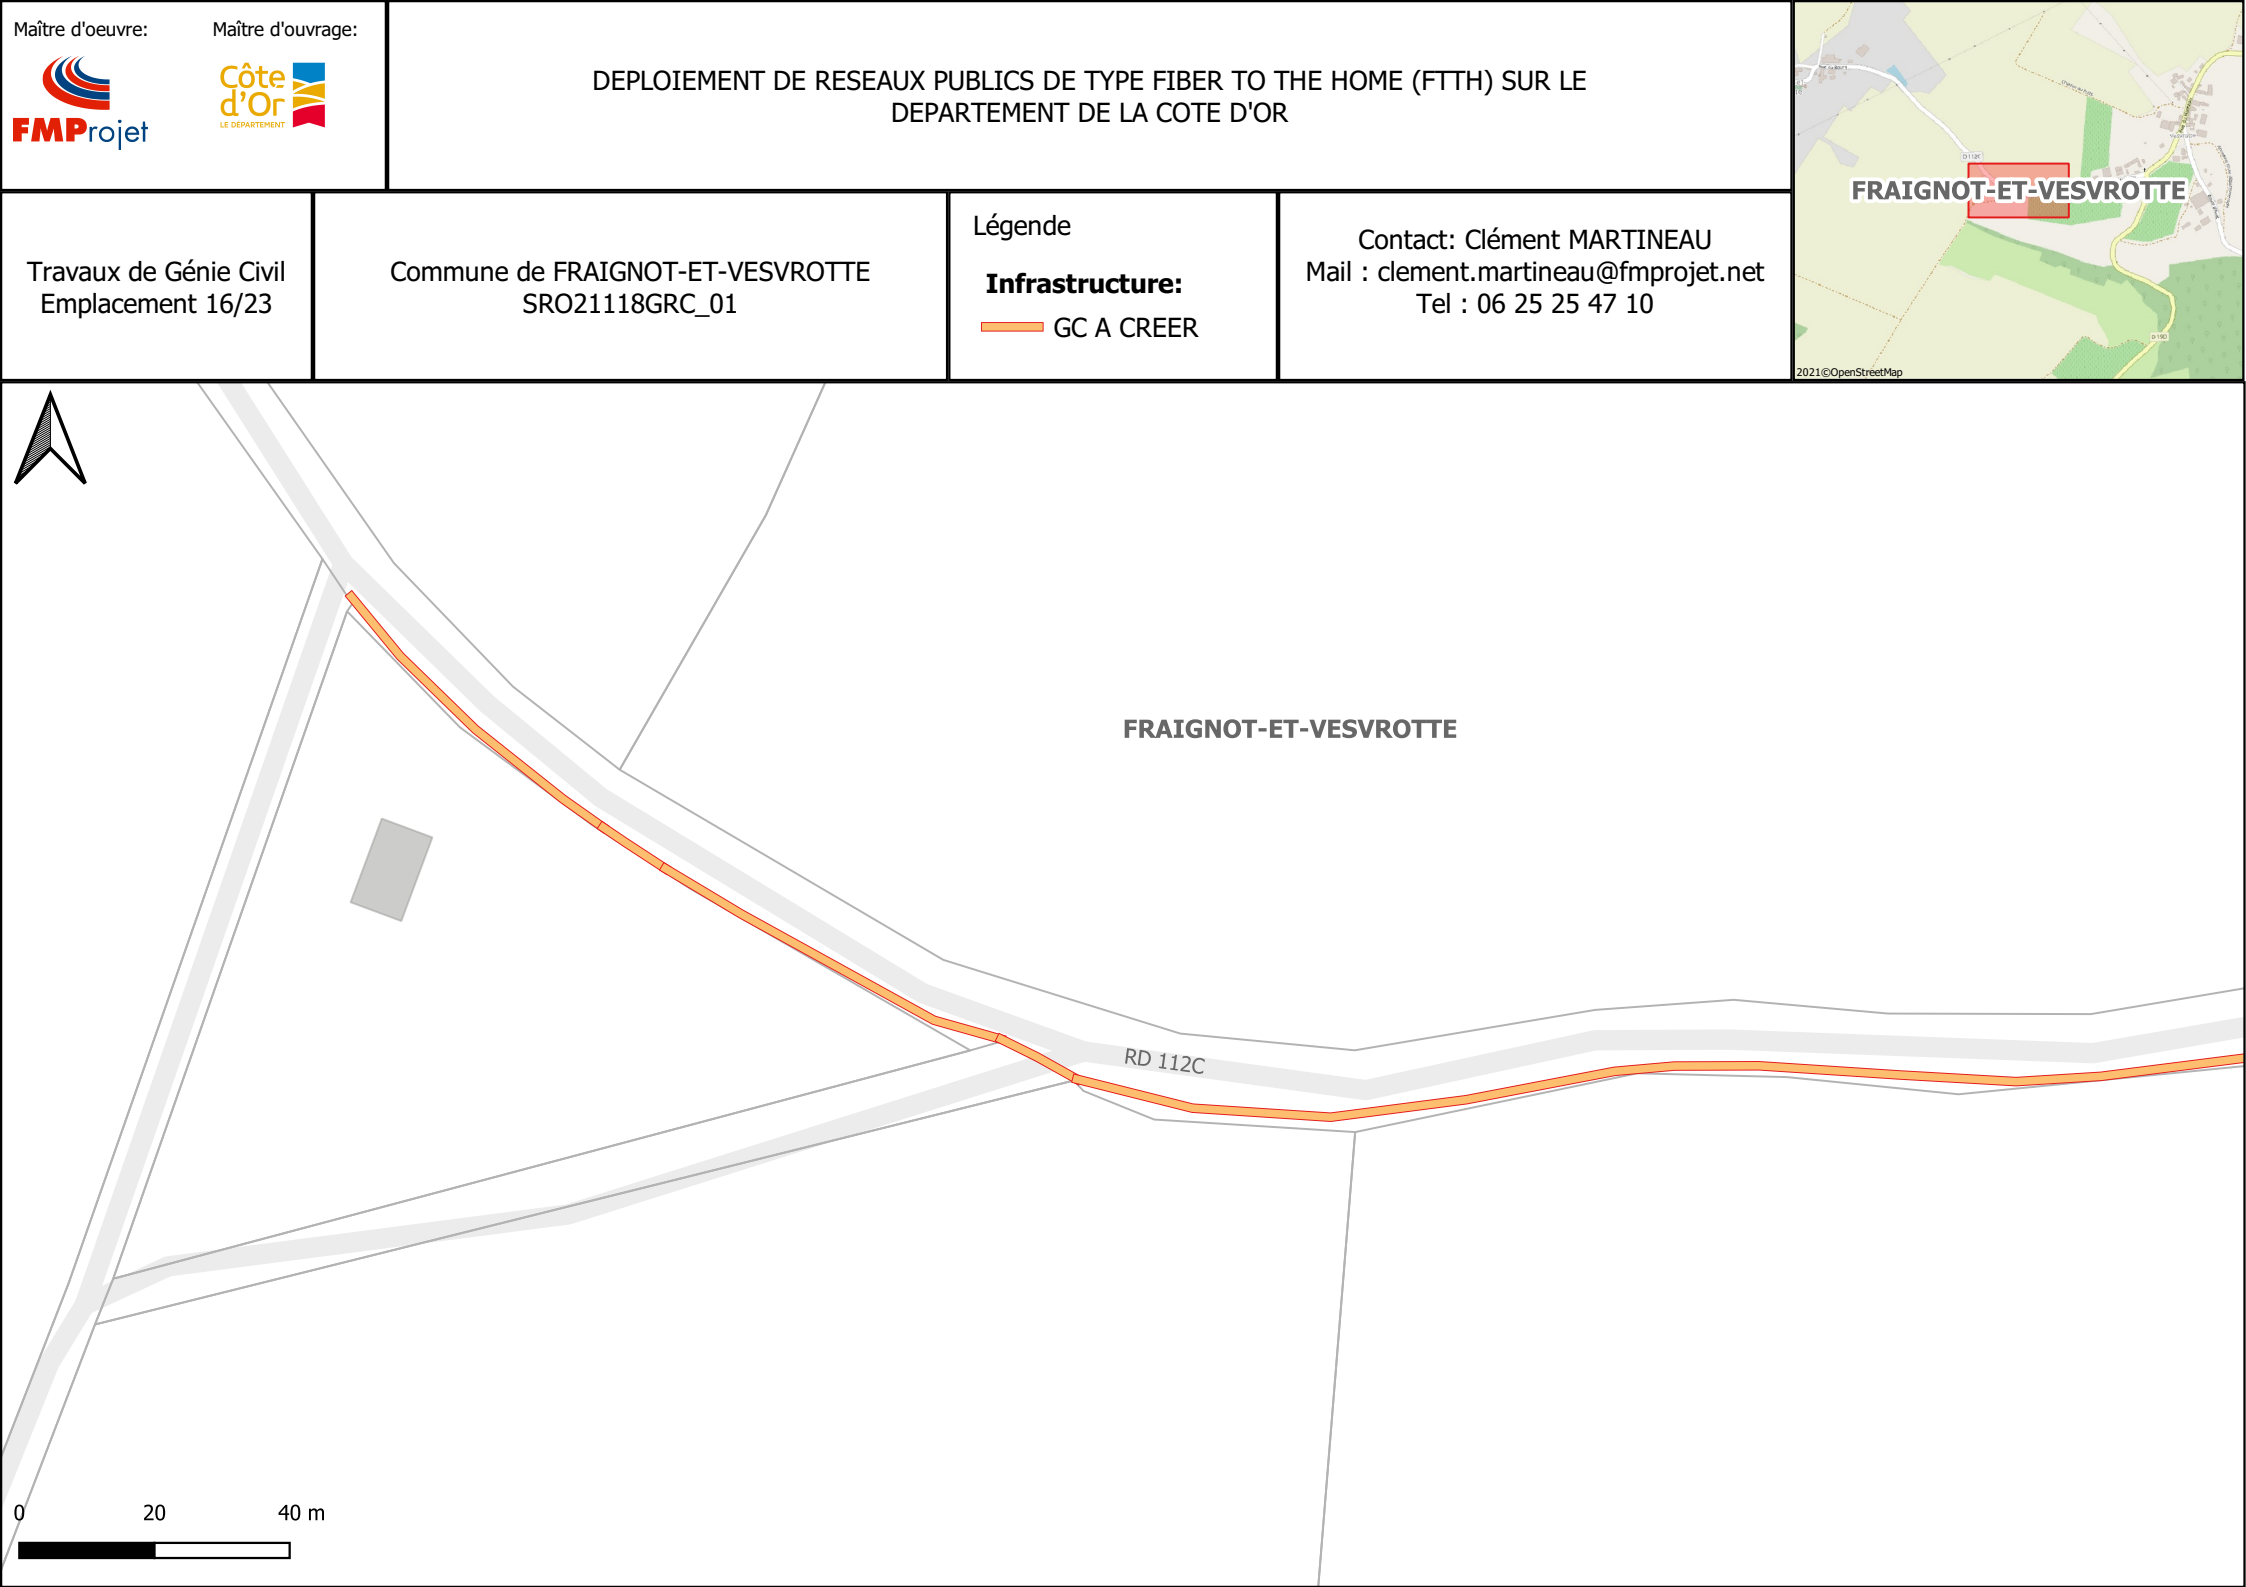 Maître d'oeuvre:
Maître d'ouvrage:
FMProjet
Côte
d'Or
LE DÉPARTEMENT
DEPLOIEMENT DE RESEAUX PUBLICS DE TYPE FIBER TO THE HOME (FTTH) SUR LE
DEPARTEMENT DE LA COTE D'OR
Travaux de Génie Civil
Emplacement 16/23
Commune de FRAIGNOT-ET-VESVROTTE
SRO21118GRC_01
Légende
Infrastructure:
GC A CREER
Contact: Clément MARTINEAU
Mail : clement.martineau@fmprojet.net
Tel : 06 25 25 47 10
D 112C
FRAIGNOT-ET-VESVROTTE
D 19D
2021©OpenStreetMap
FRAIGNOT-ET-VESVROTTE
RD 112C
0 20 40 m